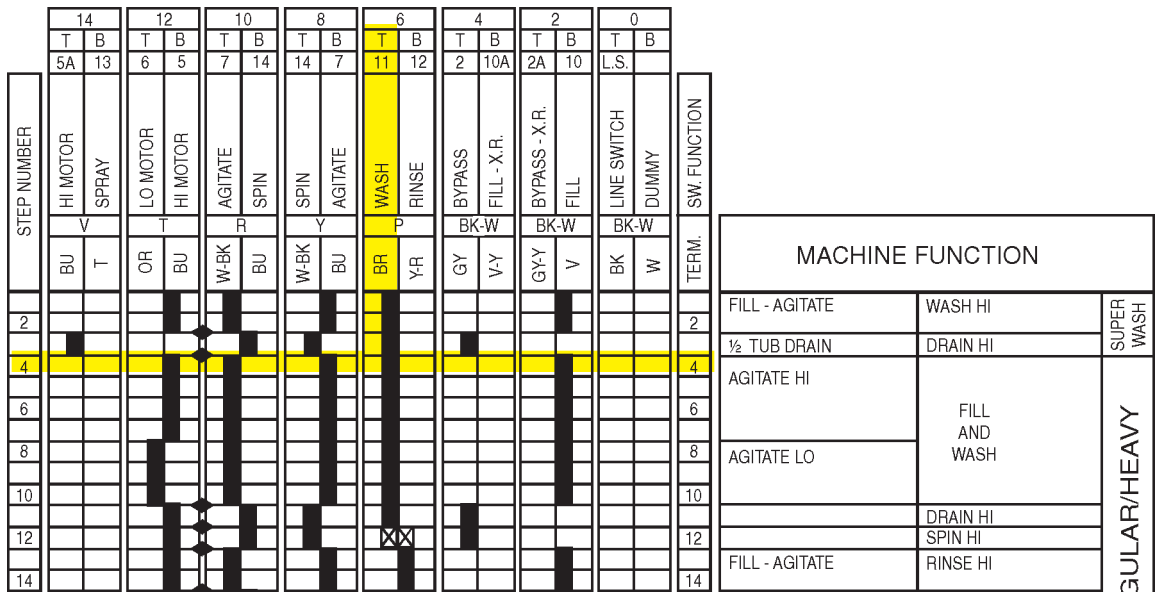 14 12 10 8 6 4 2 0
T B T B T B T B T B T B T B T B
5A 13 6 5 7 14 14 7 11 12 2 10A 2A 10 L.S.
STEP NUMBER HI MOTOR SPRAY LO MOTOR HI MOTOR AGITATE SPIN SPIN AGITATE WASH RINSE BYPASS FILL - X.R. BYPASS - X.R. FILL LINE SWITCH DUMMY SW. FUNCTION
V T R Y P BK-W BK-W BK-W
BU T OR BU W-BK BU W-BK BU BR Y-R GY V-Y GY-Y V BK W TERM.
MACHINE FUNCTION
FILL - AGITATE WASH HI
2 2
SUPER
WASH
½ TUB DRAIN DRAIN HI
4 4
AGITATE HI
6 6
FILL
AND
WASH
8 8
AGITATE LO
10 10
DRAIN HI
12 12 SPIN HI
FILL - AGITATE RINSE HI
14 14
GULAR/HEAVY